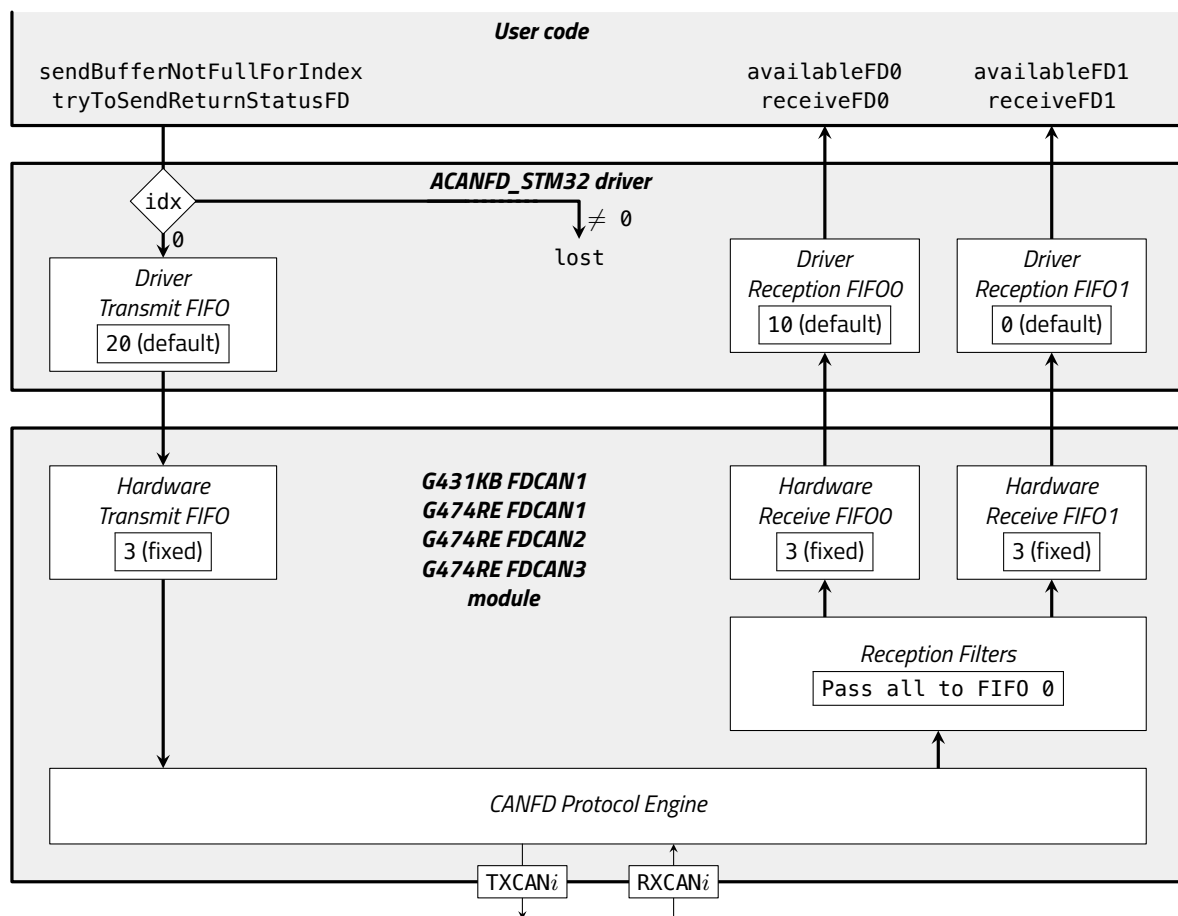 User code
sendBufferNotFullForIndex
tryToSendReturnStatusFD
availableFD0
receiveFD0
availableFD1
receiveFD1
ACANFD_STM32 driver
idx
≠ 0
0
lost
Driver
Transmit FIFO
20 (default)
Driver
Reception FIFO0
10 (default)
Driver
Reception FIFO1
0 (default)
Hardware
Transmit FIFO
3 (fixed)
G431KB FDCAN1
G474RE FDCAN1
G474RE FDCAN2
G474RE FDCAN3
module
Hardware
Receive FIFO0
3 (fixed)
Hardware
Receive FIFO1
3 (fixed)
Reception Filters
Pass all to FIFO 0
CANFD Protocol Engine
TXCANi
RXCANi